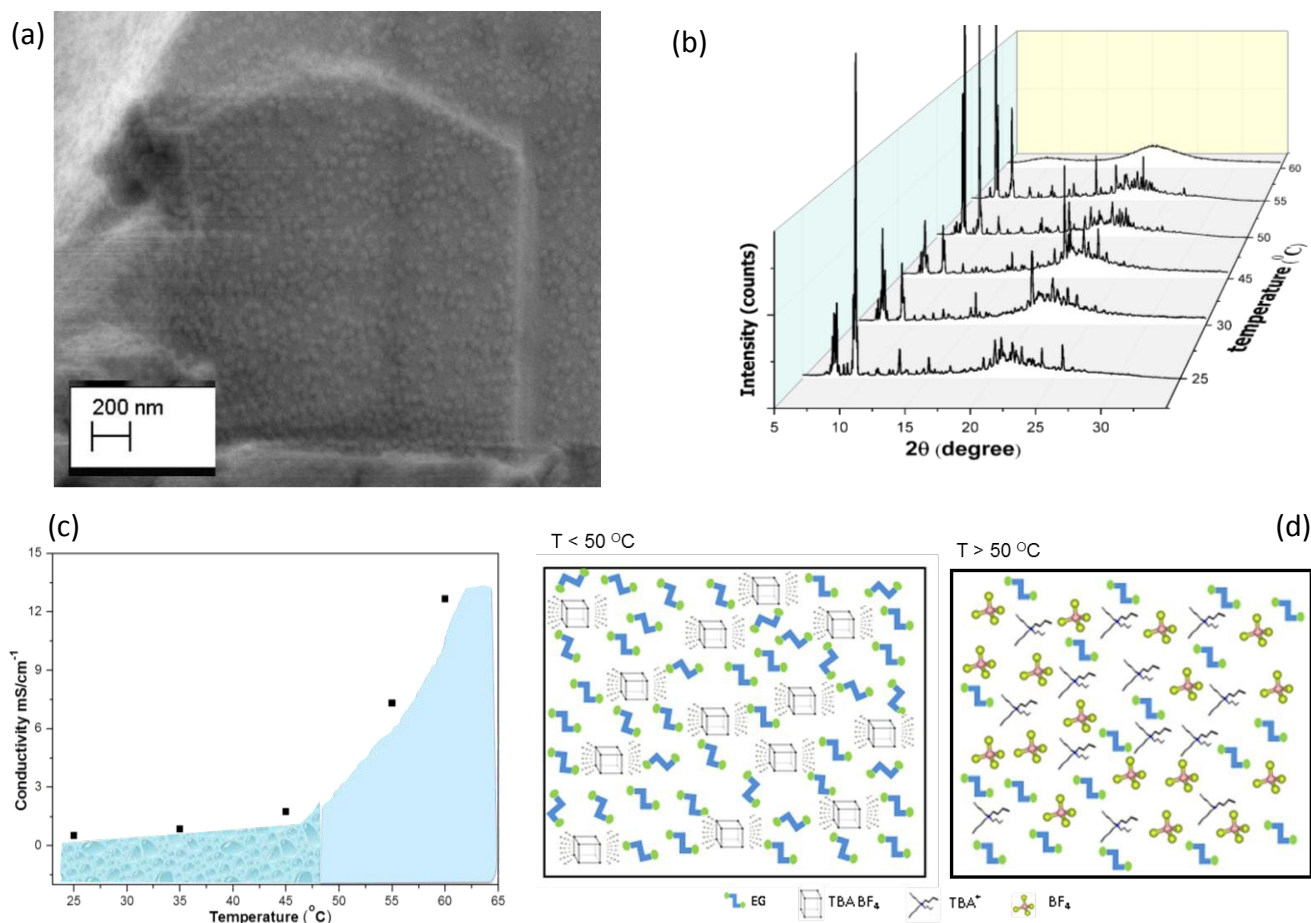 (a)
200 nm
(b)
Intensity (counts)
5 10 15 20 25 30
2θ (degree)
25
30
45
50
55
60
temperature (°C)
(c)
Conductivity mS/cm⁻¹
15
12
9
6
3
0
25 30 35 40 45 50 55 60 65
Temperature (°C)
(d)
T < 50 °C
T > 50 °C
EG
TBABF₄
TBA⁺
BF₄